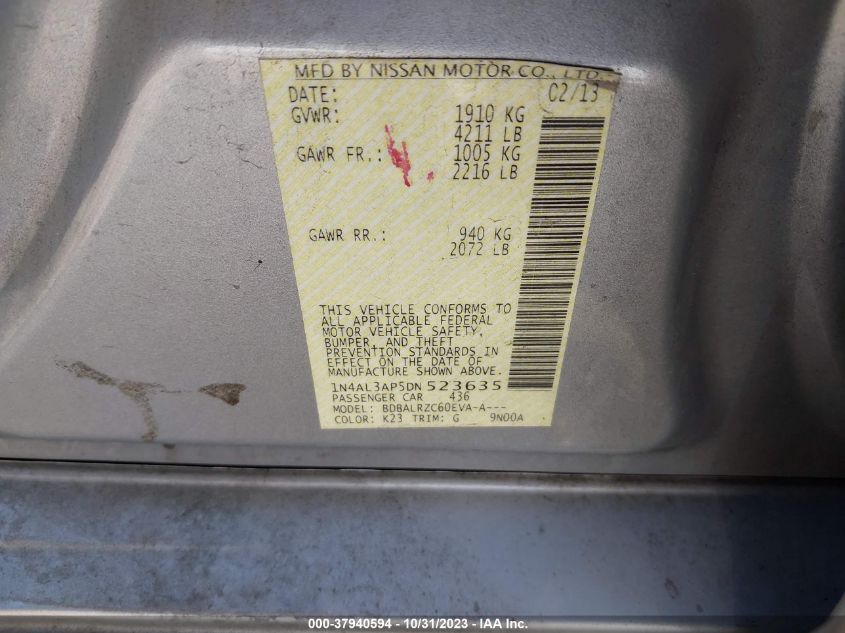 MFD BY NISSAN MOTOR CO., LTD.
DATE: 02/13
GVWR: 1910 KG
4211 LB
GAWR FR.: 1005 KG
2216 LB
GAWR RR.: 940 KG
2072 LB
THIS VEHICLE CONFORMS TO
ALL APPLICABLE FEDERAL
MOTOR VEHICLE SAFETY,
BUMPER, AND THEFT
PREVENTION STANDARDS IN
EFFECT ON THE DATE OF
MANUFACTURE SHOWN ABOVE.
1N4AL3AP5DN523635
PASSENGER CAR 436
MODEL: BDBALRZC60EVA-A---
COLOR: K23 TRIM: G 9N00A
000-37940594 - 10/31/2023 - IAA Inc.